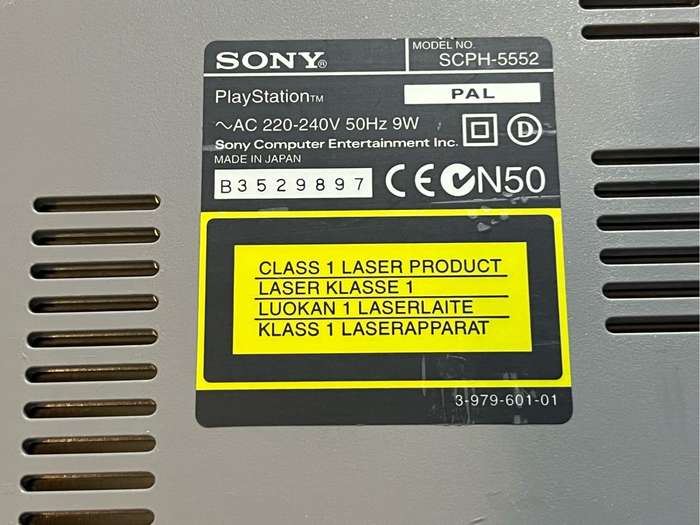 SONY®
MODEL NO.
SCPH-5552
PlayStation™
PAL
~AC 220-240V 50Hz 9W
D
Sony Computer Entertainment Inc.
MADE IN JAPAN
B3529897
CE N50
CLASS 1 LASER PRODUCT
LASER KLASSE 1
LUOKAN 1 LASERLAITE
KLASS 1 LASERAPPARAT
3-979-601-01